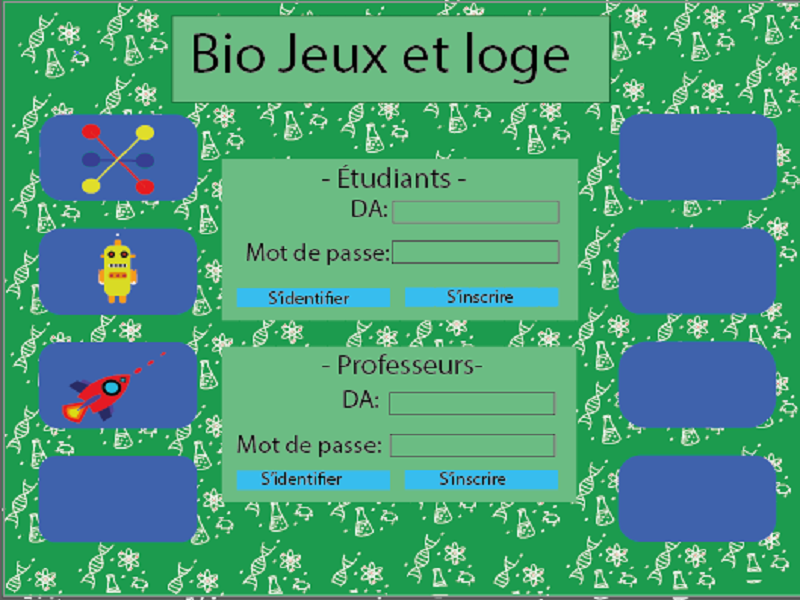 Bio Jeux et loge
- Étudiants -
DA:
Mot de passe:
S'identifier
S'inscrire
- Professeurs-
DA:
Mot de passe:
S'identifier
S'inscrire